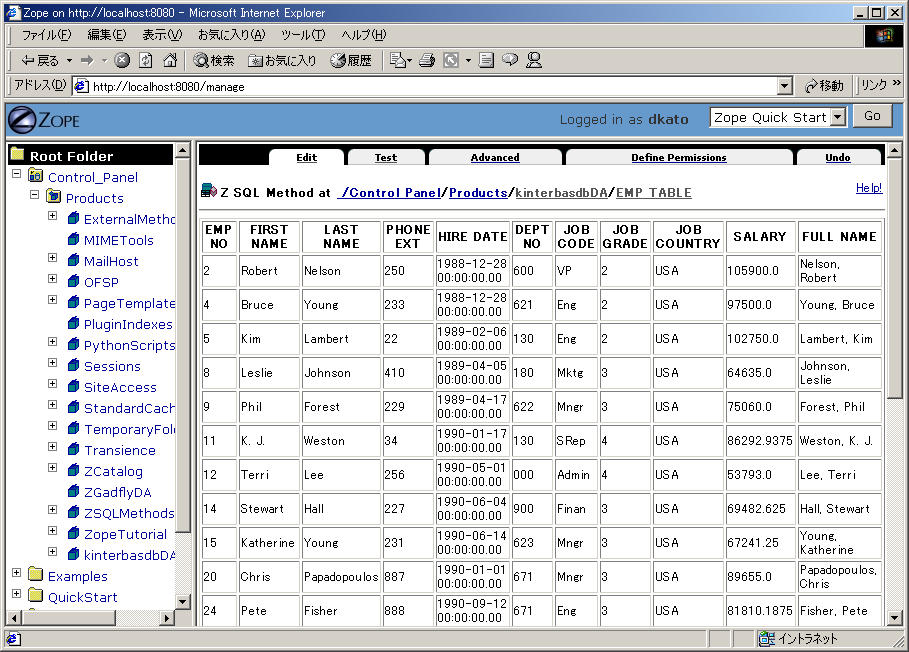 Zope on http://localhost:8080 - Microsoft Internet Explorer
ファイル(F) 編集(E) 表示(V) お気に入り(A) ツール(T) ヘルプ(H)
戻る 検索 お気に入り 履歴
アドレス(D) http://localhost:8080/manage 移動 リンク »
ZOPE Logged in as dkato Zope Quick Start Go
Root Folder
Control_Panel
Products
ExternalMetho
MIMETools
MailHost
OFSP
PageTemplate
PluginIndexes
PythonScripts
Sessions
SiteAccess
StandardCach
TemporaryFol
Transience
ZCatalog
ZGadflyDA
ZSQLMethods
ZopeTutorial
kinterbasdbDA
Examples
QuickStart
Edit Test Advanced Define Permissions Undo
Z SQL Method at /Control Panel/Products/kinterbasdbDA/EMP TABLE Help!
EMP NO FIRST NAME LAST NAME PHONE EXT HIRE DATE DEPT NO JOB CODE JOB GRADE JOB COUNTRY SALARY FULL NAME
2 Robert Nelson 250 1988-12-28 00:00:00.00 600 VP 2 USA 105900.0 Nelson, Robert
4 Bruce Young 233 1988-12-28 00:00:00.00 621 Eng 2 USA 97500.0 Young, Bruce
5 Kim Lambert 22 1989-02-06 00:00:00.00 130 Eng 2 USA 102750.0 Lambert, Kim
8 Leslie Johnson 410 1989-04-05 00:00:00.00 180 Mktg 3 USA 64635.0 Johnson, Leslie
9 Phil Forest 229 1989-04-17 00:00:00.00 622 Mngr 3 USA 75060.0 Forest, Phil
11 K. J. Weston 34 1990-01-17 00:00:00.00 130 SRep 4 USA 86292.9375 Weston, K. J.
12 Terri Lee 256 1990-05-01 00:00:00.00 000 Admin 4 USA 53793.0 Lee, Terri
14 Stewart Hall 227 1990-06-04 00:00:00.00 900 Finan 3 USA 69482.625 Hall, Stewart
15 Katherine Young 231 1990-06-14 00:00:00.00 623 Mngr 3 USA 67241.25 Young, Katherine
20 Chris Papadopoulos 887 1990-01-01 00:00:00.00 671 Mngr 3 USA 89655.0 Papadopoulos, Chris
24 Pete Fisher 888 1990-09-12 00:00:00.00 671 Eng 3 USA 81810.1875 Fisher, Pete
イントラネット